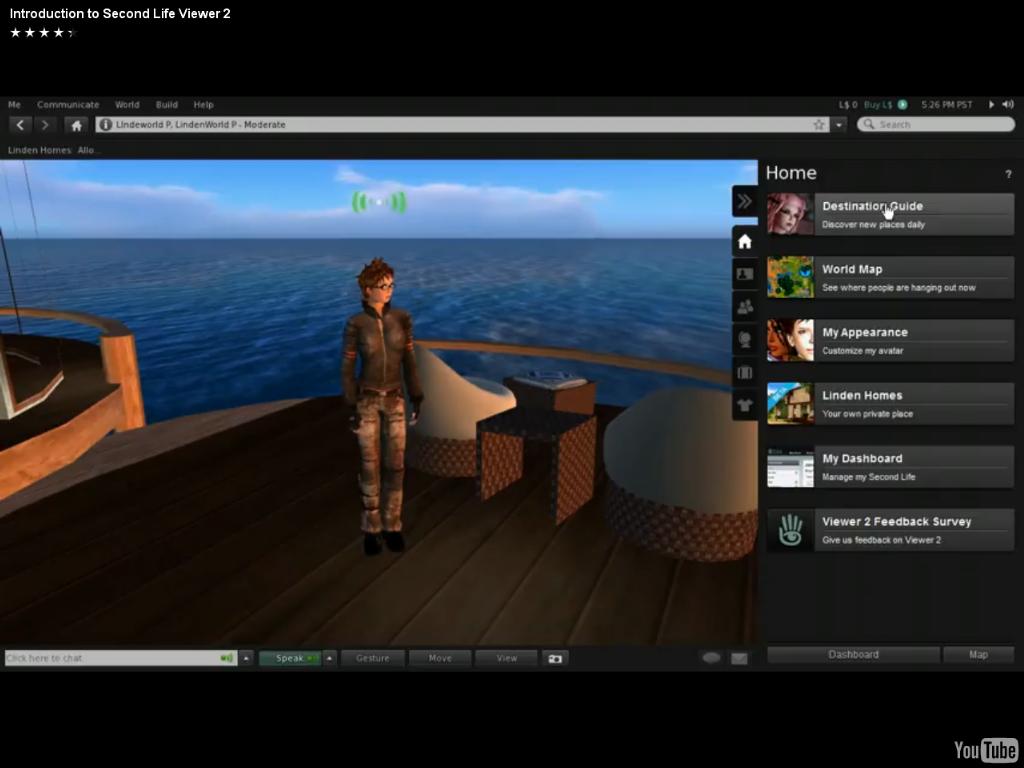 Introduction to Second Life Viewer 2
Me Communicate World Build Help L$ 0 Buy L$ 5:26 PM PST
Lindeworld P, LindenWorld P - Moderate Search
Linden Homes: Allo...
Home ?
Destination Guide
Discover new places daily
World Map
See where people are hanging out now
My Appearance
Customize my avatar
Linden Homes
Your own private place
My Dashboard
Manage my Second Life
Viewer 2 Feedback Survey
Give us feedback on Viewer 2
Click here to chat Speak Gesture Move View Dashboard Map
YouTube